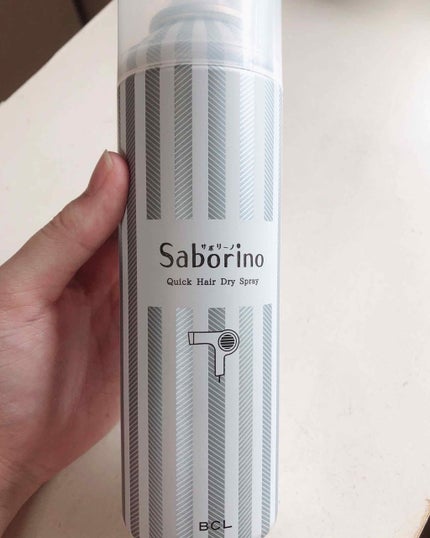 サボリーノ
Saborino
Quick Hair Dry Spray
BCL